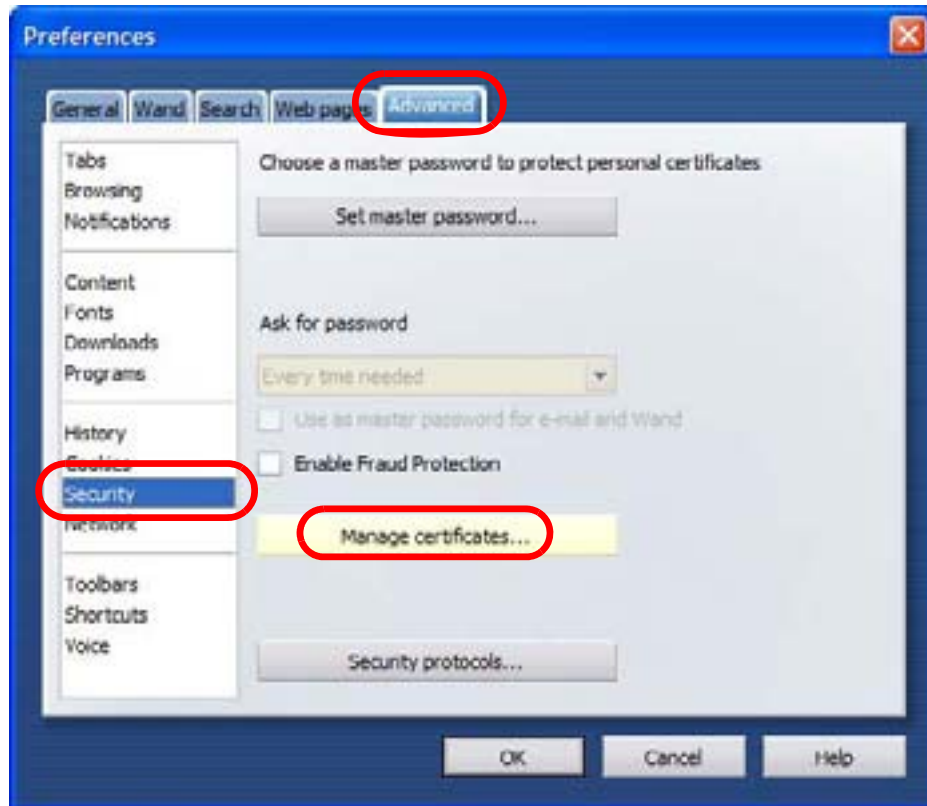 Preferences
General Wand Search Web pages Advanced
Tabs
Browsing
Notifications
Content
Fonts
Downloads
Programs
History
Cookies
Security
Network
Toolbars
Shortcuts
Voice
Choose a master password to protect personal certificates
Set master password...
Ask for password
Every time needed
Use as master password for e-mail and Wand
Enable Fraud Protection
Manage certificates...
Security protocols...
OK Cancel Help